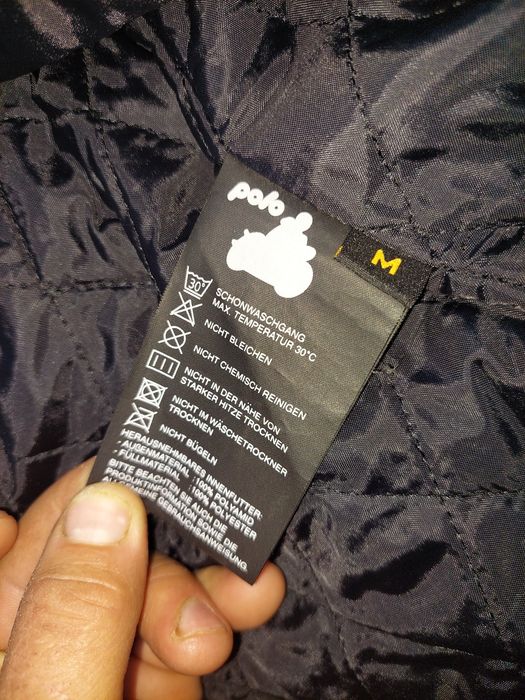 polo
M
30°
SCHONWASCHGANG
MAX. TEMPERATUR 30°C
NICHT BLEICHEN
NICHT CHEMISCH REINIGEN
NICHT IN DER NÄHE VON
STARKER HITZE TROCKNEN
NICHT IM WÄSCHETROCKNER
TROCKNEN
NICHT BÜGELN
HERAUSNEHMBARES INNENFUTTER:
- AUßENMATERIAL : 100% POLYAMID
- FÜLLMATERIAL : 100% POLYESTER
BITTE BEACHTEN SIE AUCH DIE
PRODUKTINFORMATION SOWIE DIE
ALLGEMEINE GEBRAUCHSANWEISUNG.